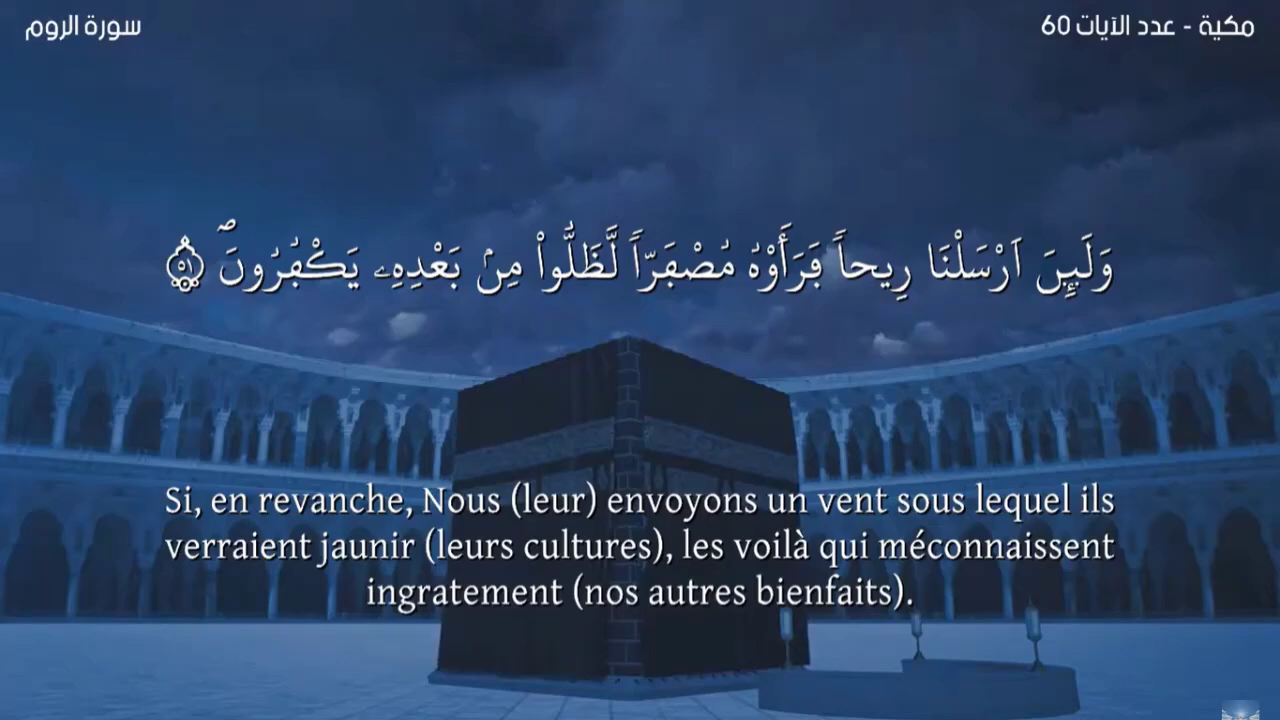 سورة الروم
مكية - عدد الآيات 60
وَلَئِنَ اَرْسَلْنَا رِيحاٗ فَرَأَوْهُ مُصْفَرّاٗ لَّظَلُّواْ مِنۢ بَعْدِهِۦ يَكْفُرُونَۖ ٥١
Si, en revanche, Nous (leur) envoyons un vent sous lequel ils
verraient jaunir (leurs cultures), les voilà qui méconnaissent
ingratement (nos autres bienfaits).